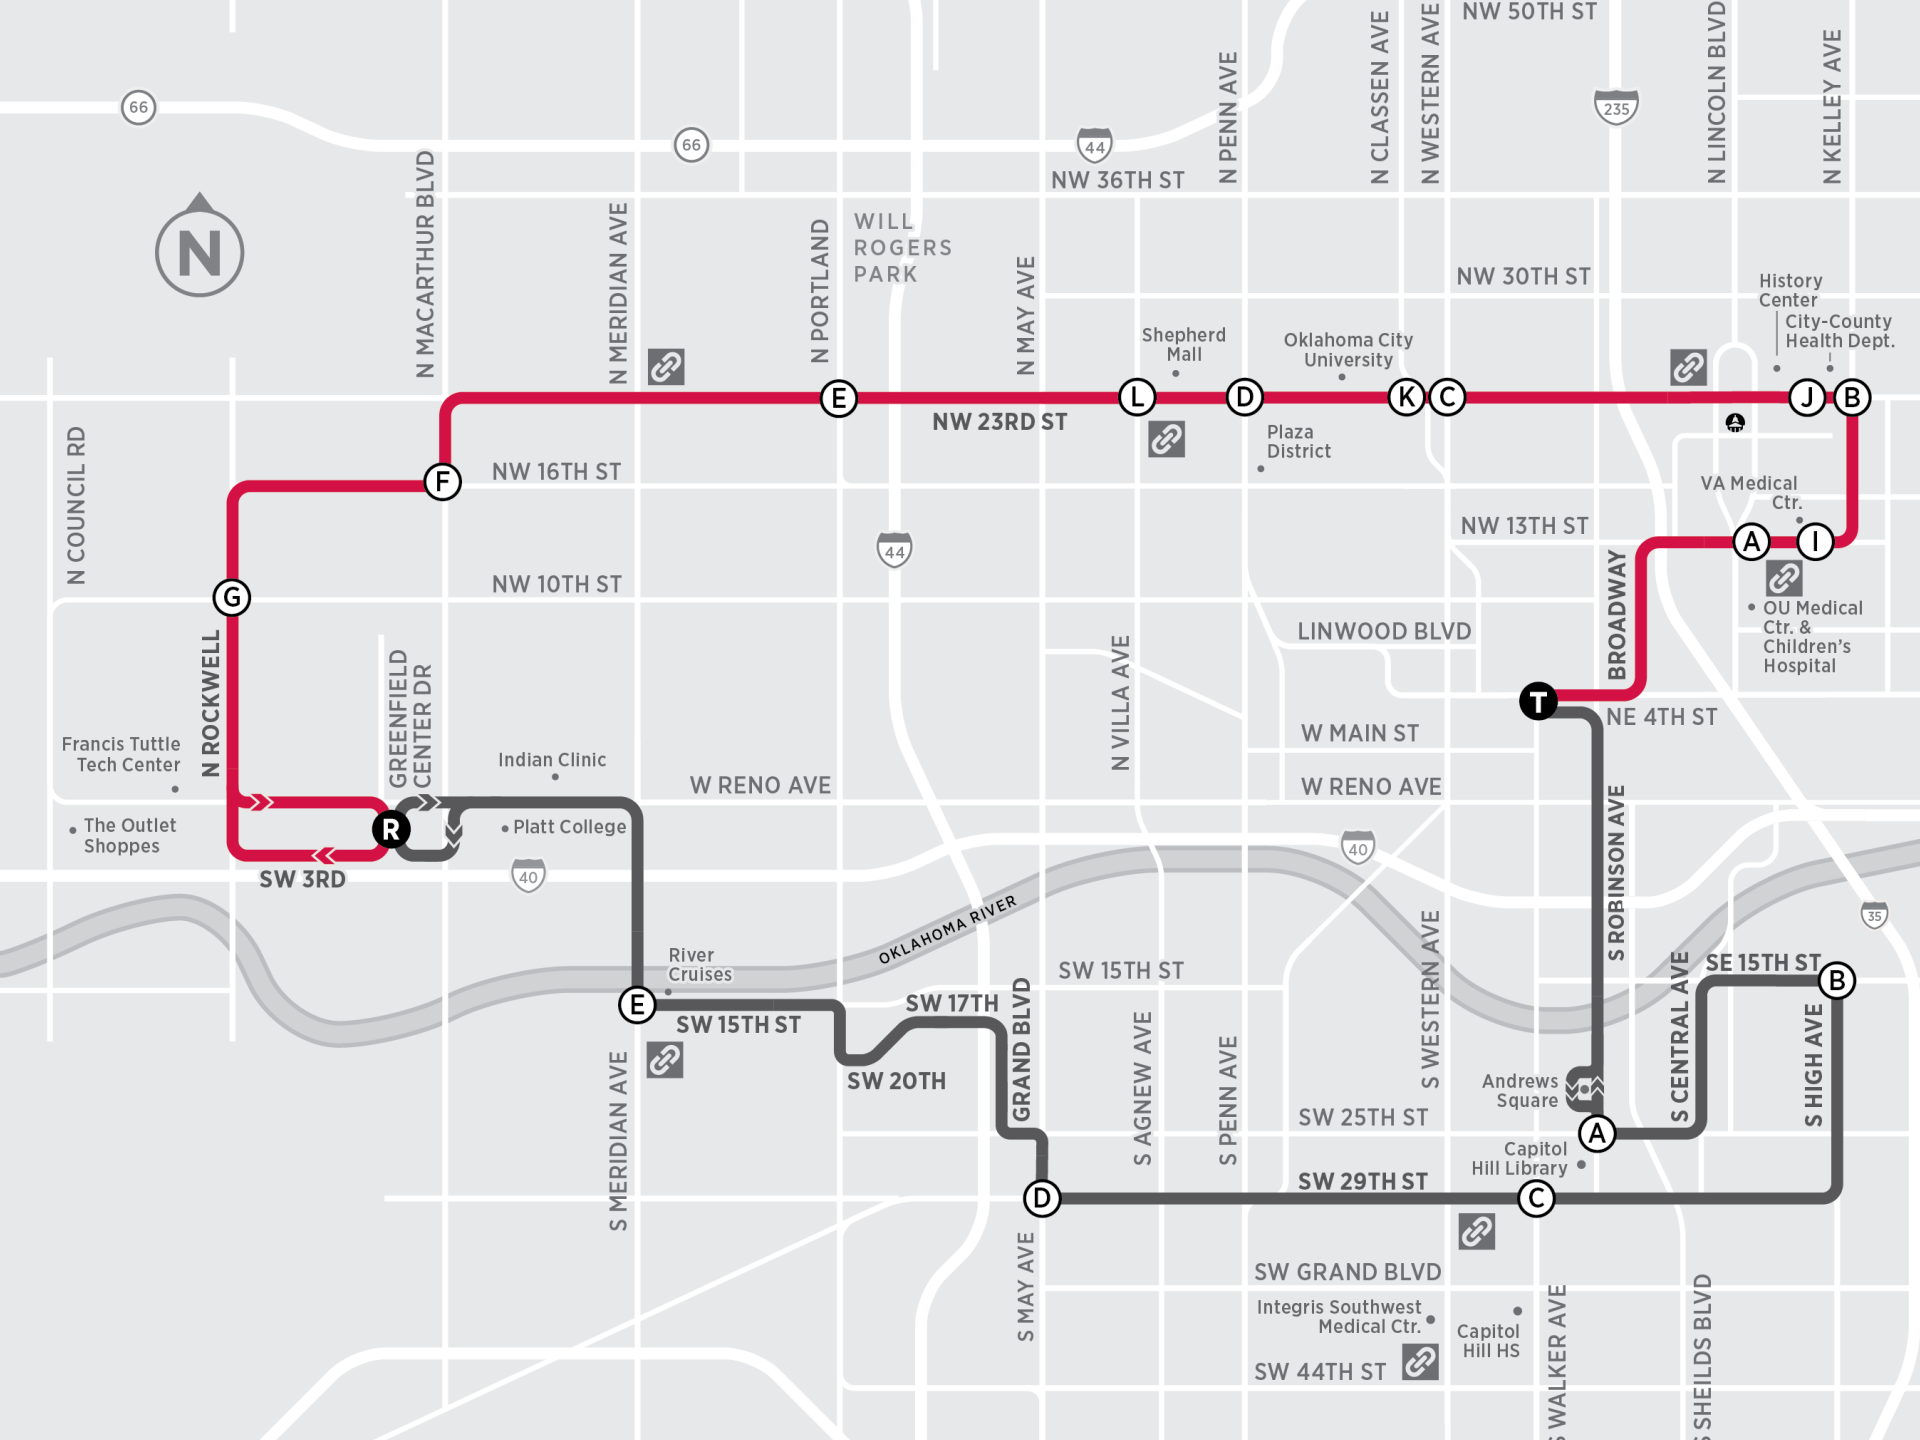 NW 50TH ST
N CLASSEN AVE
N WESTERN AVE
N LINCOLN BLVD
N KELLEY AVE
N PENN AVE
66
66
44
235
NW 36TH ST
N MACARTHUR BLVD
N MERIDIAN AVE
N PORTLAND
WILL
ROGERS
PARK
N MAY AVE
N
NW 30TH ST
History
Center
City-County
Health Dept.
Shepherd
Mall
Oklahoma City
University
E
L
D
K
C
J
B
NW 23RD ST
Plaza
District
N COUNCIL RD
F
NW 16TH ST
VA Medical
Ctr.
NW 13TH ST
A
I
44
NW 10TH ST
G
OU Medical
Ctr. &
Children's
Hospital
BROADWAY
LINWOOD BLVD
N ROCKWELL
GREENFIELD
CENTER DR
N VILLA AVE
T
NE 4TH ST
W MAIN ST
Francis Tuttle
Tech Center
Indian Clinic
W RENO AVE
W RENO AVE
The Outlet
Shoppes
R
Platt College
SW 3RD
40
40
S ROBINSON AVE
OKLAHOMA RIVER
35
River
Cruises
SW 15TH ST
S WESTERN AVE
S CENTRAL AVE
SE 15TH ST
B
E
SW 15TH ST
SW 17TH
GRAND BLVD
SW 20TH
S MERIDIAN AVE
S AGNEW AVE
S PENN AVE
S HIGH AVE
Andrews
Square
SW 25TH ST
A
Capitol
Hill Library
SW 29TH ST
D
C
S MAY AVE
SW GRAND BLVD
Integris Southwest
Medical Ctr.
Capitol
Hill HS
SW 44TH ST
S WALKER AVE
S SHEILDS BLVD